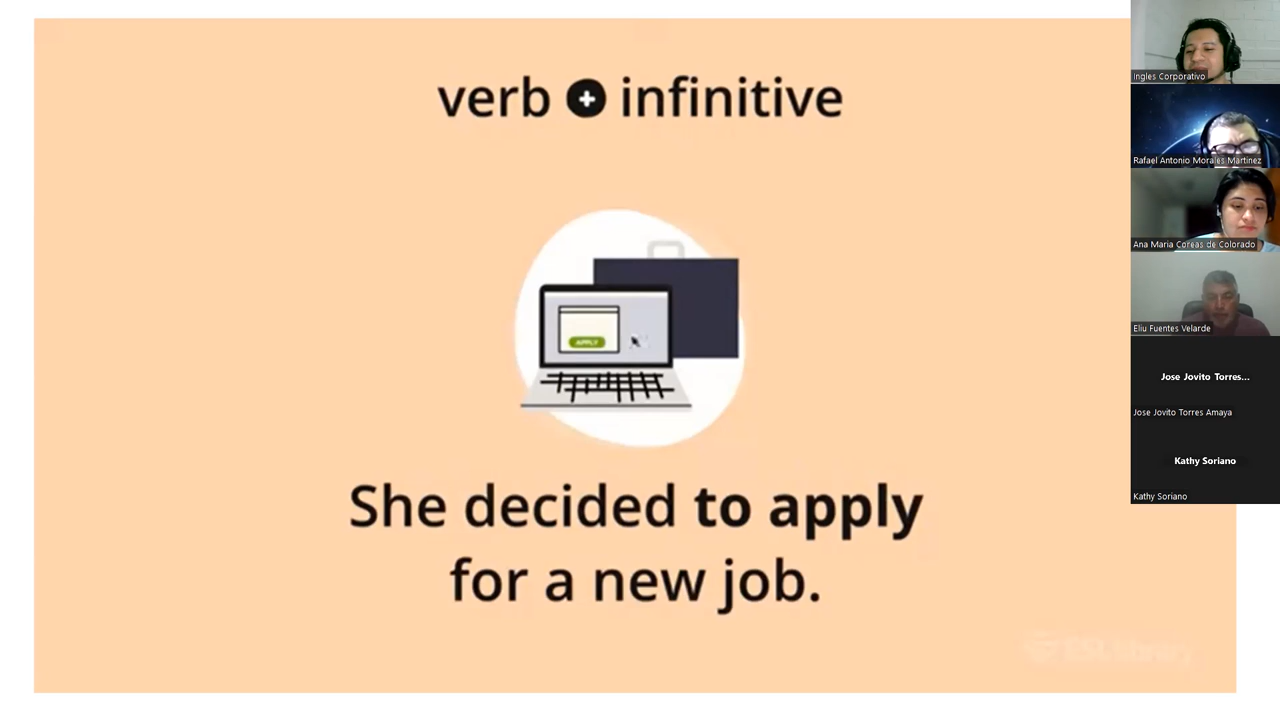 verb + infinitive
APPLY
She decided to apply
for a new job.
Ingles Corporativo
Rafael Antonio Morales Martinez
Ana Maria Coreas de Colorado
Eliu Fuentes Velarde
Jose Jovito Torres...
Jose Jovito Torres Amaya
Kathy Soriano
Kathy Soriano